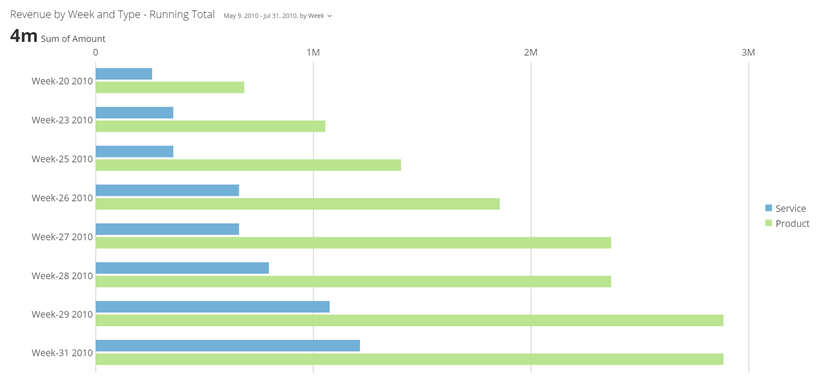 Revenue by Week and Type - Running Total May 9, 2010 - Jul 31, 2010, by Week
4m Sum of Amount
0 1M 2M 3M
Week-20 2010
Week-23 2010
Week-25 2010
Week-26 2010
Week-27 2010
Week-28 2010
Week-29 2010
Week-31 2010
Service
Product